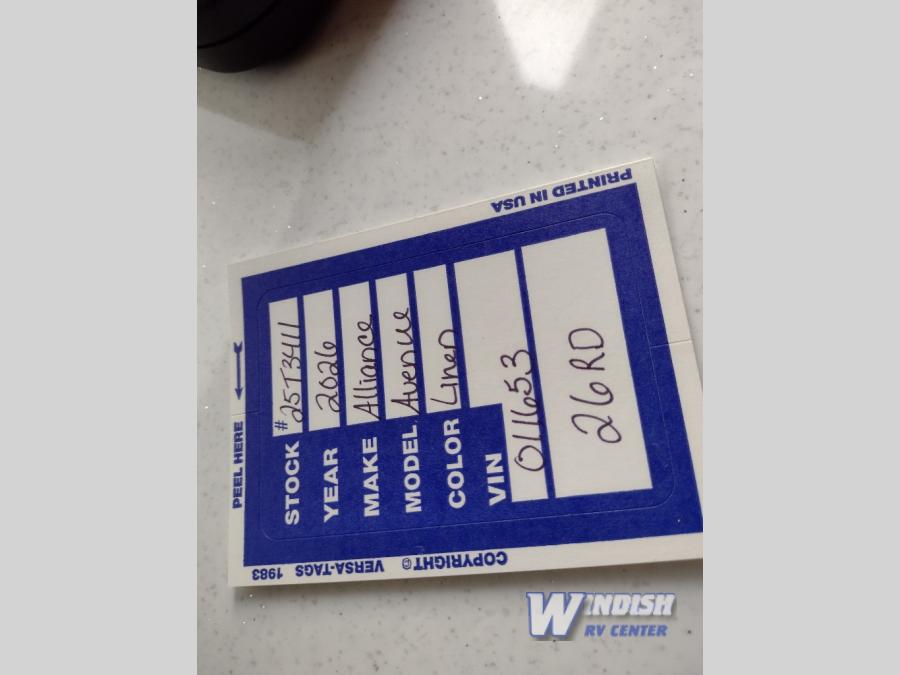 PRINTED IN USA
PEEL HERE
STOCK #25T3411
YEAR 2026
MAKE Alliance
MODEL Avenue
COLOR Linen
VIN
011653
26RD
COPYRIGHT © VERSA-TAGS 1983
WINDISH
RV CENTER